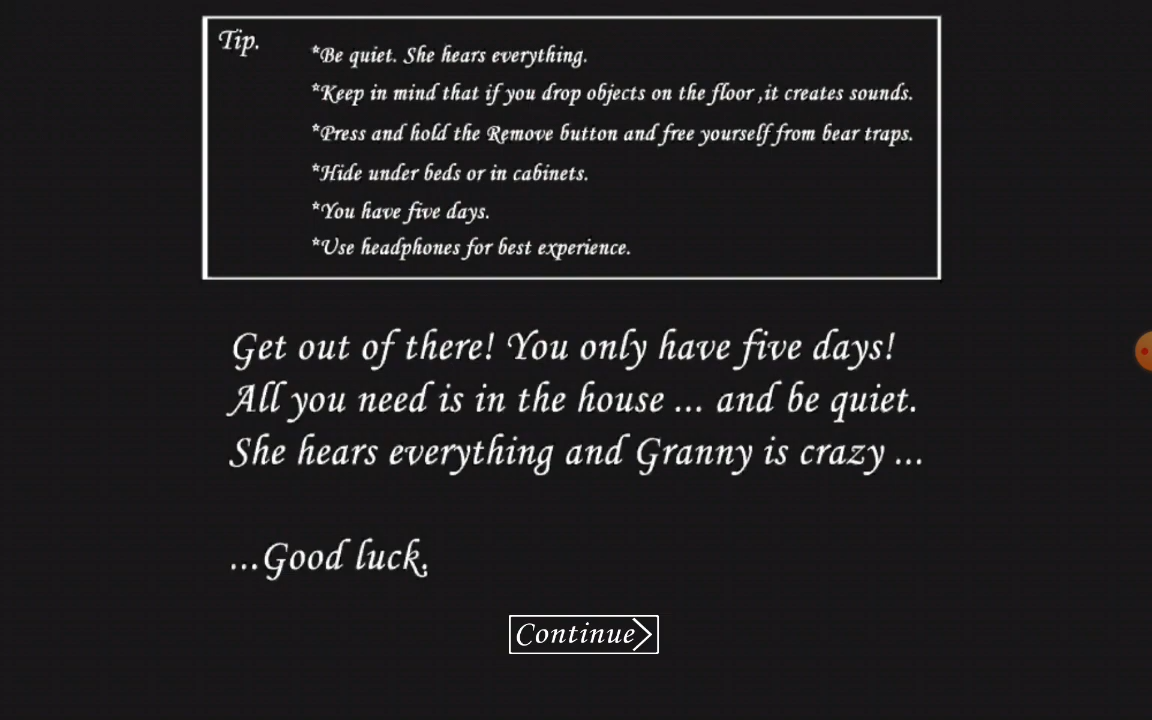 Tip.
*Be quiet. She hears everything.
*Keep in mind that if you drop objects on the floor ,it creates sounds.
*Press and hold the Remove button and free yourself from bear traps.
*Hide under beds or in cabinets.
*You have five days.
*Use headphones for best experience.
Get out of there! You only have five days!
All you need is in the house ... and be quiet.
She hears everything and Granny is crazy ...
...Good luck.
Continue